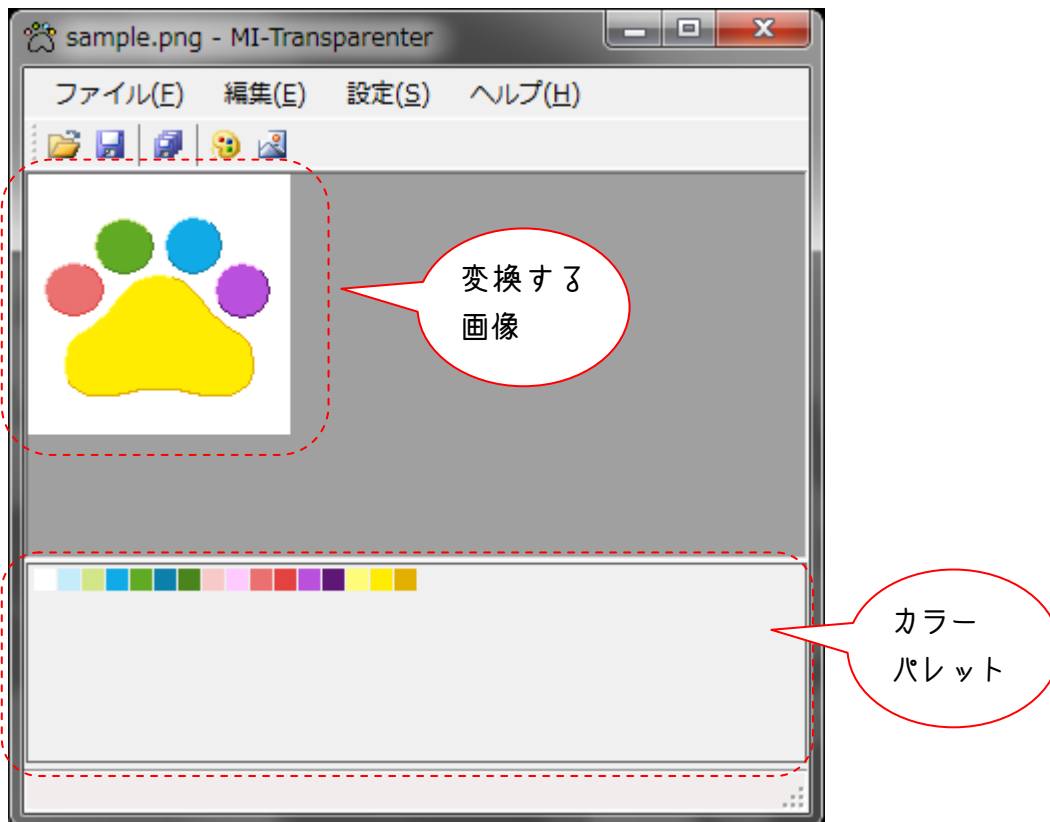 sample.png - MI-Transparenter
ファイル(F) 編集(E) 設定(S) ヘルプ(H)
変換する
画像
カラー
パレット